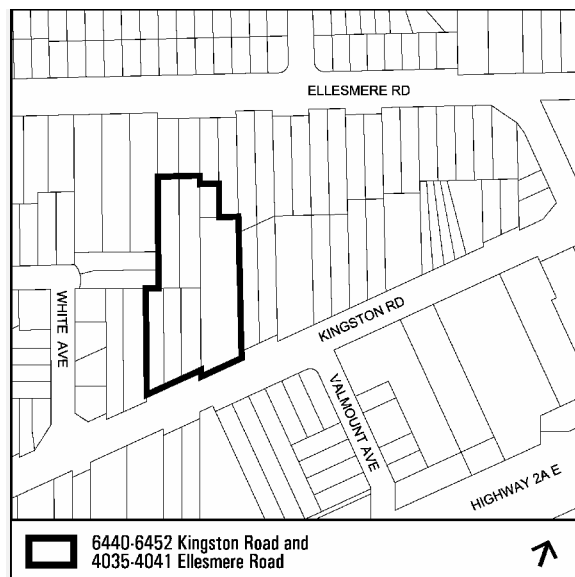 ELLESMERE RD
KINGSTON RD
WHITE AVE
VALMOUNT AVE
HIGHWAY 2A E
6440-6452 Kingston Road and
4035-4041 Ellesmere Road